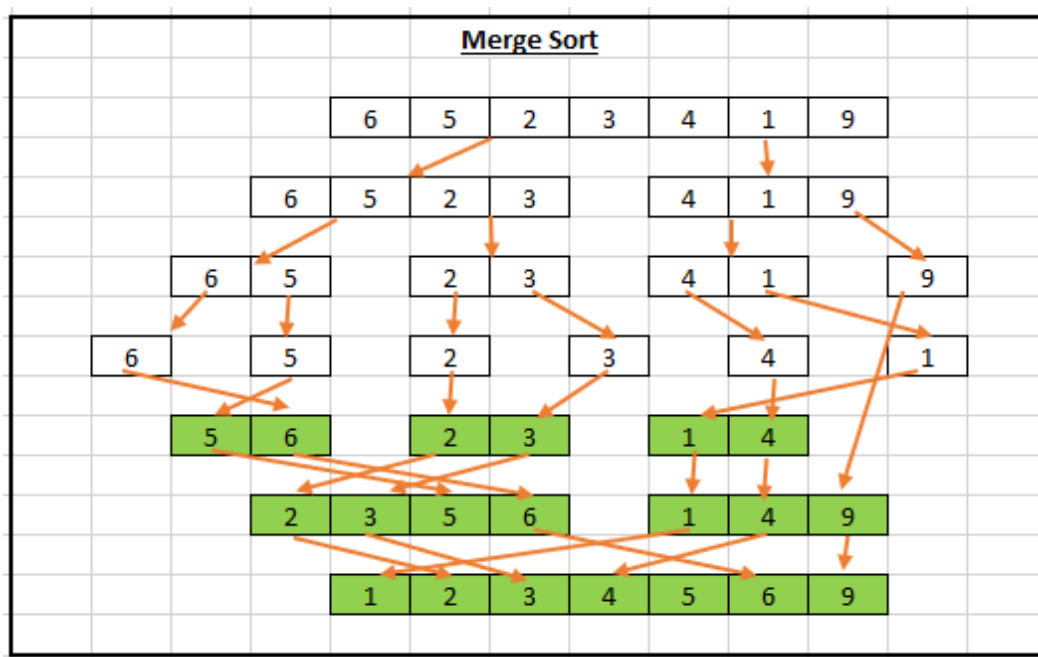 Merge Sort
6 5 2 3 4 1 9
6 5 2 3 4 1 9
6 5 2 3 4 1 9
6 5 2 3 4 1
5 6 2 3 1 4
2 3 5 6 1 4 9
1 2 3 4 5 6 9